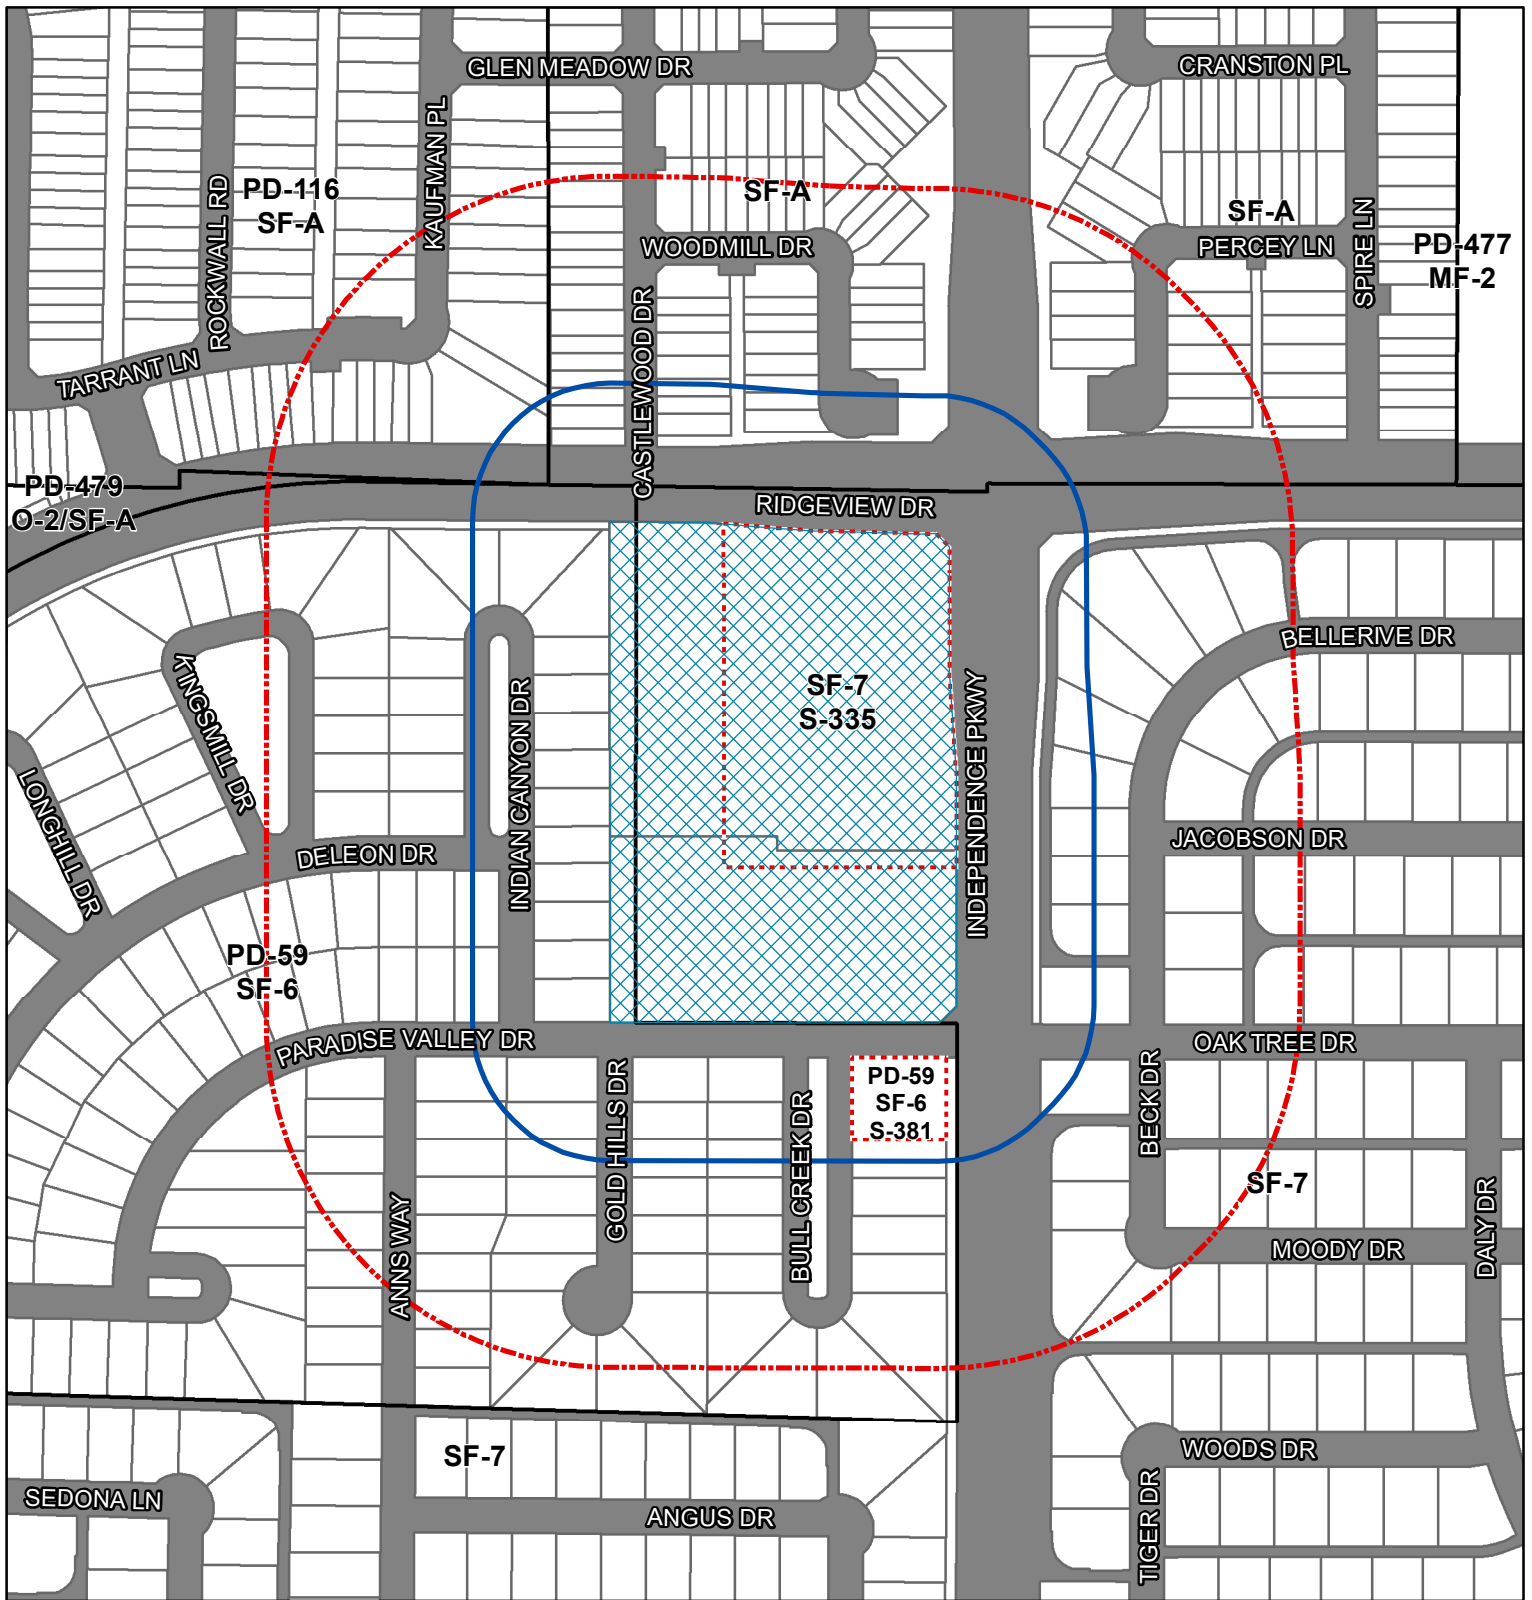 GLEN MEADOW DR
CRANSTON PL
KAUFMAN PL
PD-116
SF-A
SF-A
SF-A
ROCKWALL RD
WOODMILL DR
PERCEY LN
SPIRE LN
PD-477
MF-2
TARRANT LN
CASTLEWOOD DR
PD-479
O-2/SF-A
RIDGEVIEW DR
BELLERIVE DR
KINGSMILL DR
INDIAN CANYON DR
SF-7
S-335
INDEPENDENCE PKWY
LONGHILL DR
DELEON DR
JACOBSON DR
PD-59
SF-6
PARADISE VALLEY DR
OAK TREE DR
GOLD HILLS DR
BULL CREEK DR
PD-59
SF-6
S-381
BECK DR
SF-7
ANNS WAY
MOODY DR
DALY DR
SF-7
WOODS DR
SEDONA LN
ANGUS DR
TIGER DR